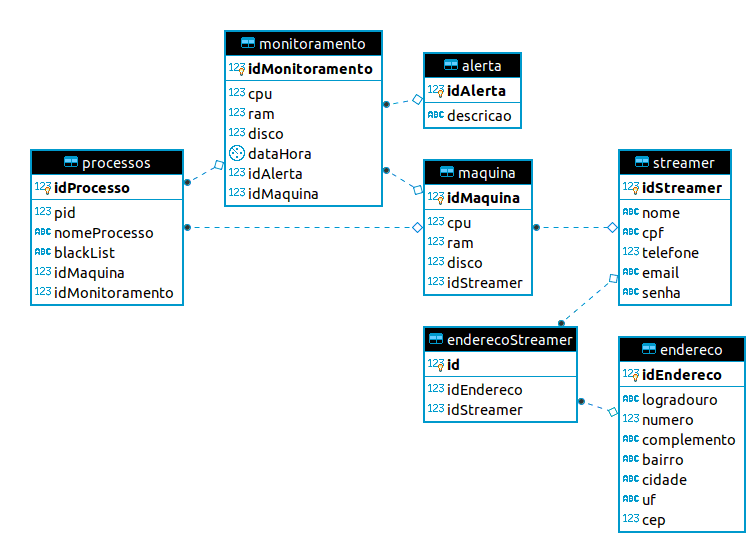 monitoramento
123 idMonitoramento
123 cpu
123 ram
123 disco
dataHora
123 idAlerta
123 idMaquina
alerta
123 idAlerta
ABC descricao
processos
123 idProcesso
123 pid
ABC nomeProcesso
ABC blackList
123 idMaquina
123 idMonitoramento
maquina
123 idMaquina
123 cpu
123 ram
123 disco
123 idStreamer
streamer
123 idStreamer
ABC nome
ABC cpf
123 telefone
ABC email
ABC senha
enderecoStreamer
123 id
123 idEndereco
123 idStreamer
endereco
123 idEndereco
ABC logradouro
123 numero
ABC complemento
ABC bairro
ABC cidade
ABC uf
123 cep